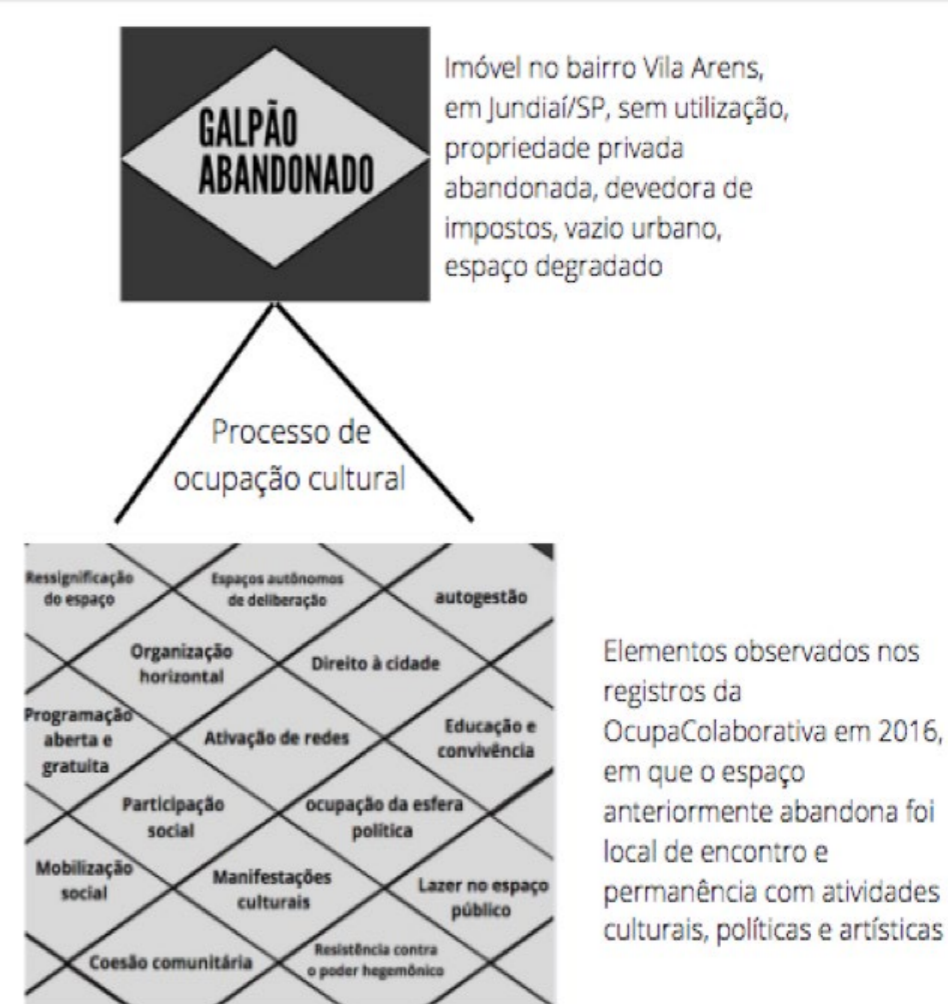 GALPÃO
ABANDONADO
Imóvel no bairro Vila Arens,
em Jundiaí/SP, sem utilização,
propriedade privada
abandonada, devedora de
impostos, vazio urbano,
espaço degradado
Processo de
ocupação cultural
Ressignificação
do espaço
Espaços autônomos
de deliberação
autogestão
Organização
horizontal
Direito à cidade
Programação
aberta e
gratuita
Ativação de redes
Educação e
convivência
Participação
social
ocupação da esfera
política
Mobilização
social
Manifestações
culturais
Lazer no espaço
público
Coesão comunitária
Resistência contra
o poder hegemônico
Elementos observados nos
registros da
OcupaColaborativa em 2016,
em que o espaço
anteriormente abandona foi
local de encontro e
permanência com atividades
culturais, políticas e artísticas